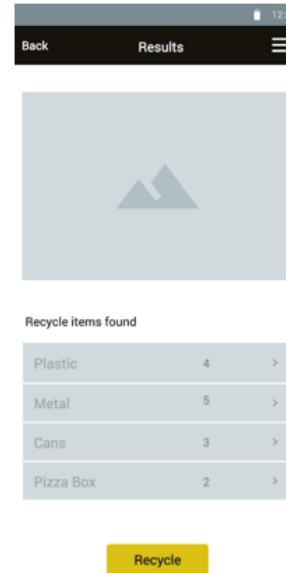 Back Results
Recycle items found
Plastic 4 >
Metal 5 >
Cans 3 >
Pizza Box 2 >
Recycle